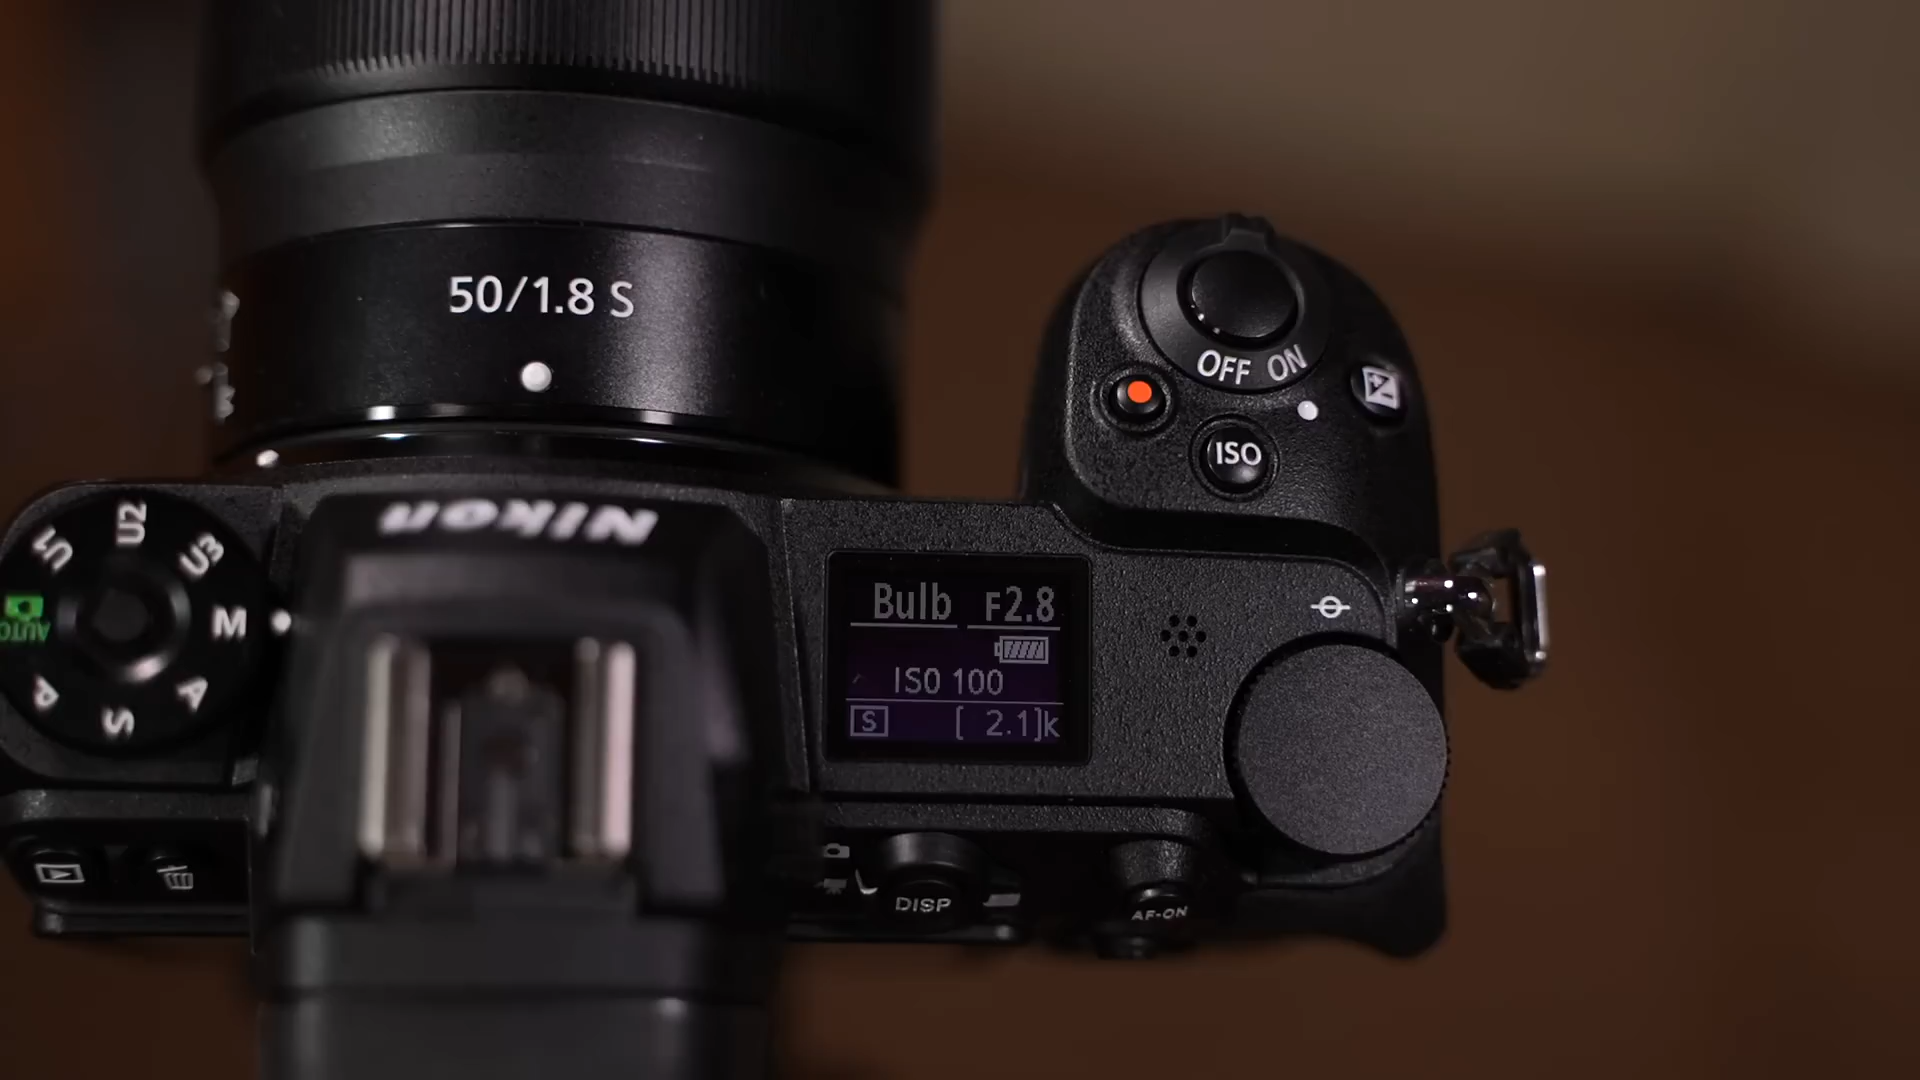 50/1.8 S
OFF ON
ISO
Nikon
U1 U2 U3 M A S P AUTO
Bulb F2.8
ISO 100
S [ 2.1]k
DISP
AF-ON